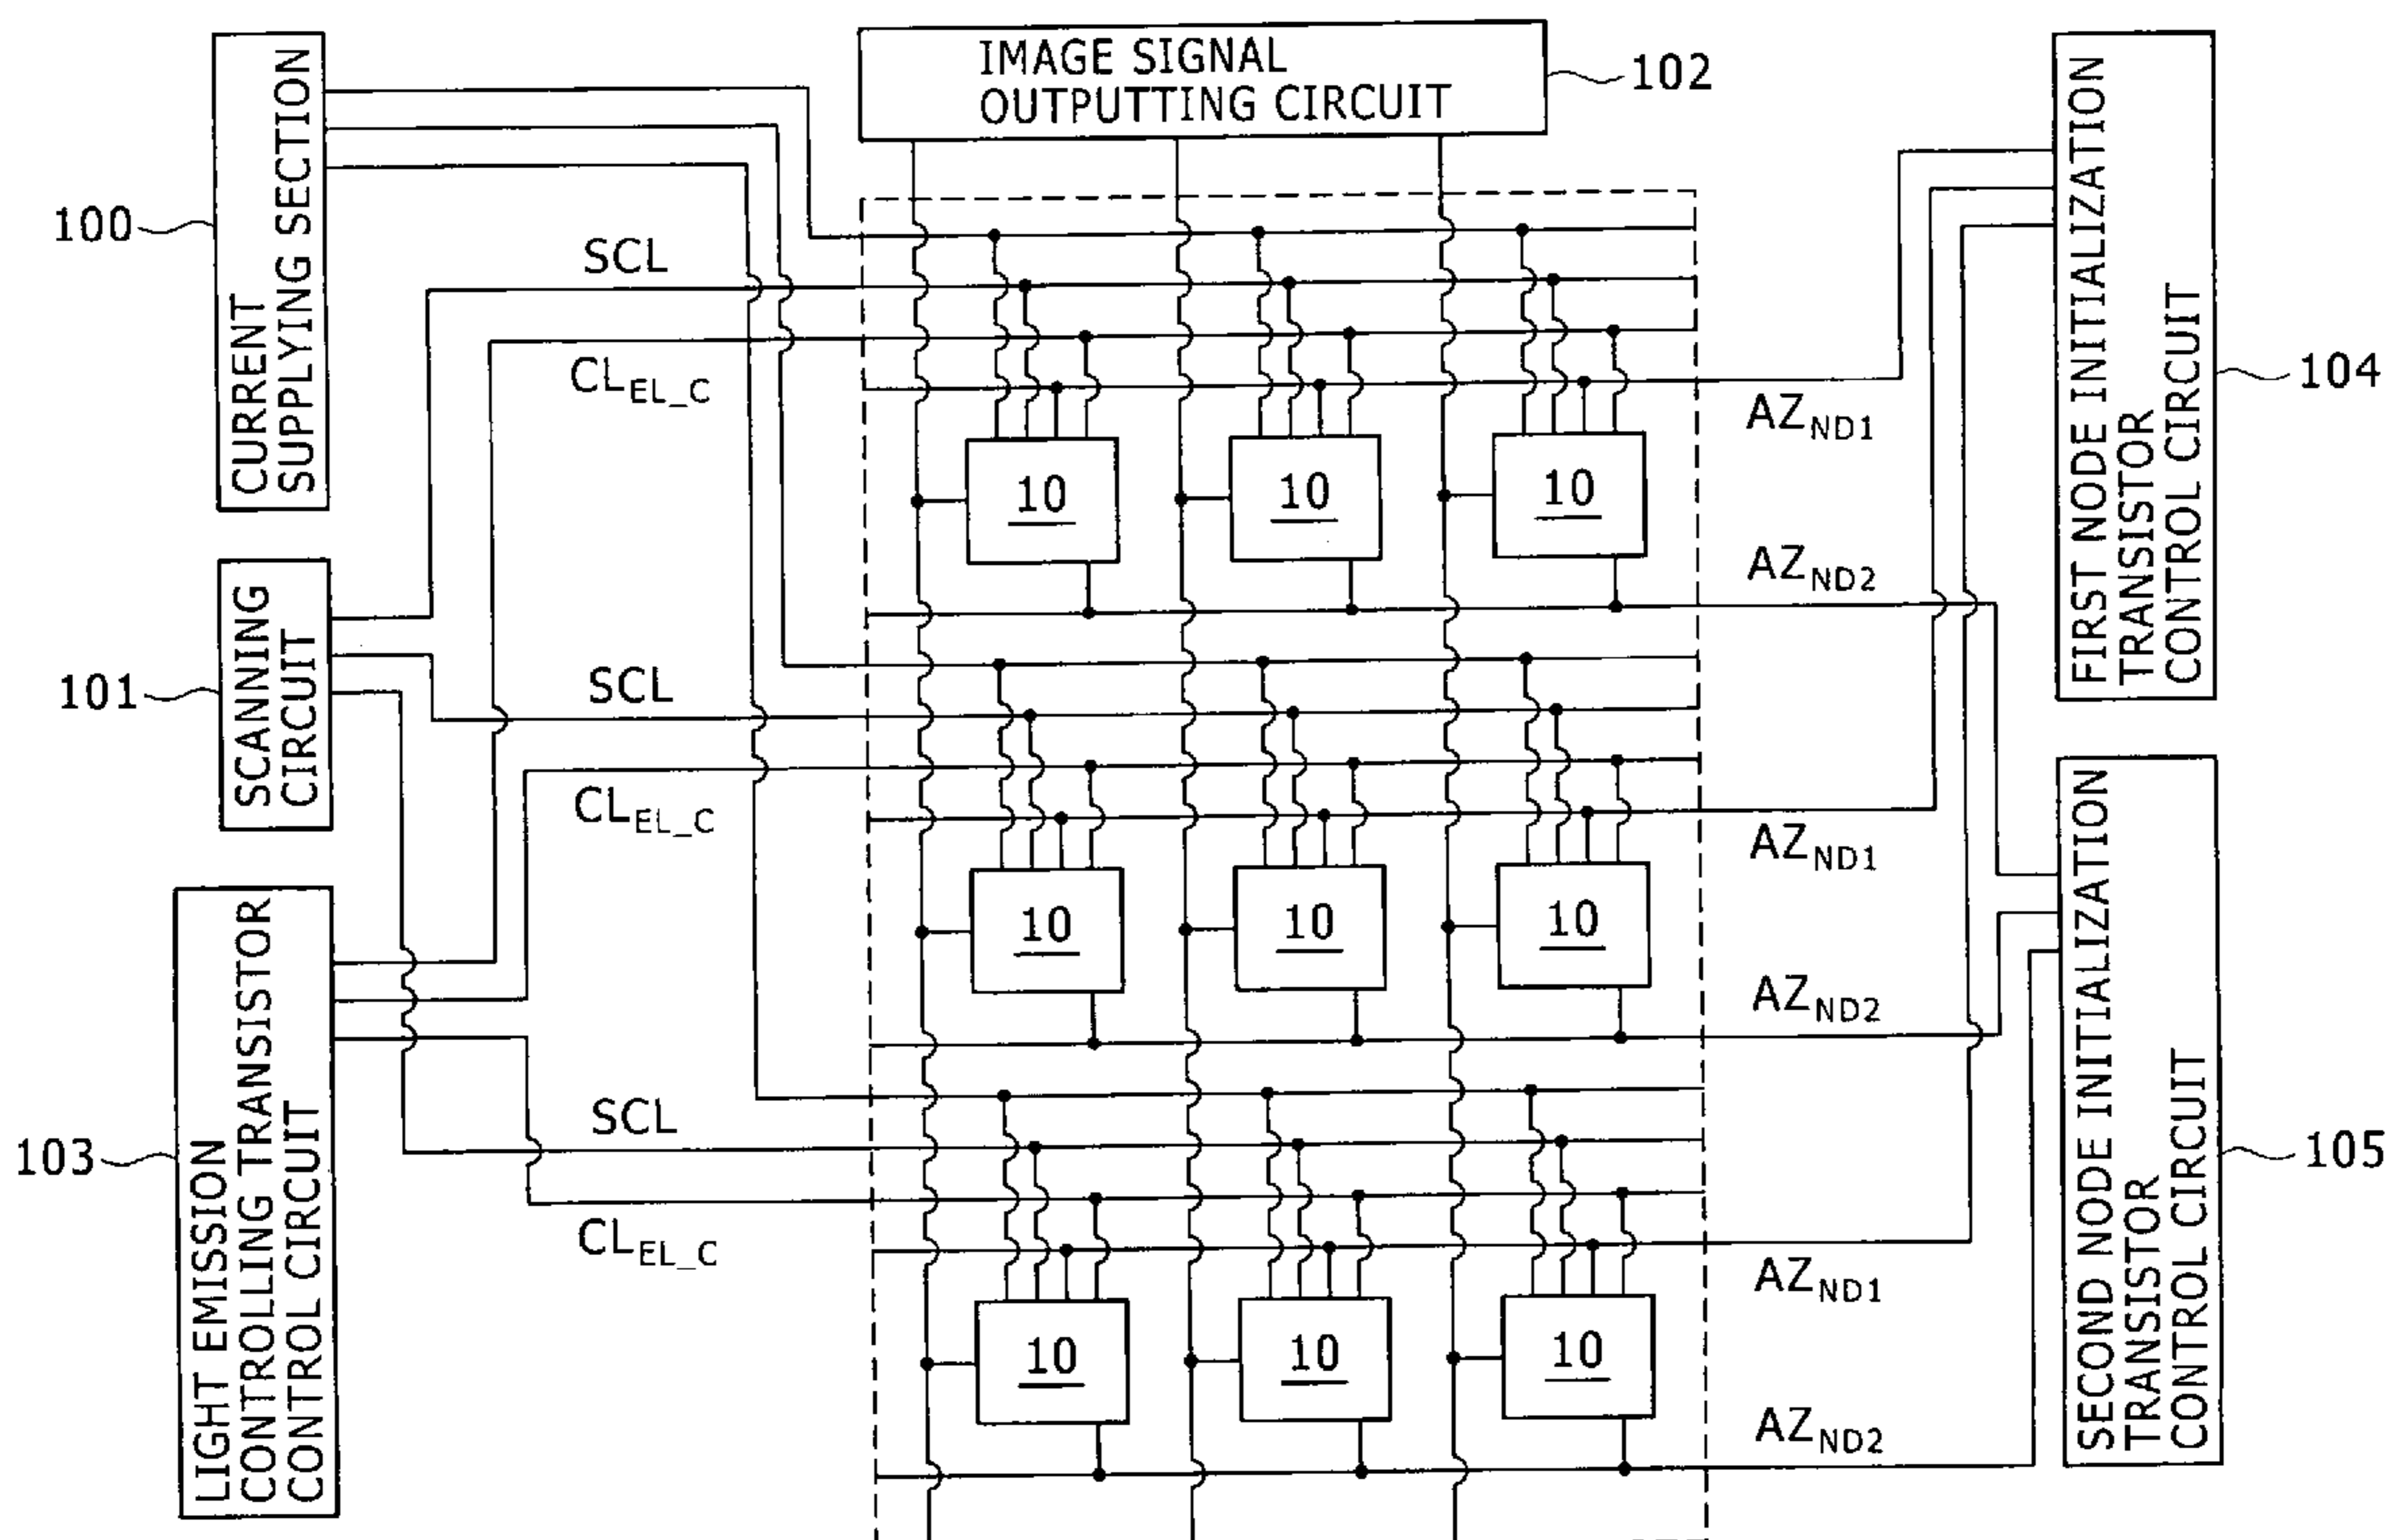 IMAGE SIGNAL
OUTPUTTING CIRCUIT
102
CURRENT
SUPPLYING SECTION
100
SCANNING
CIRCUIT
101
LIGHT EMISSION
CONTROLLING TRANSISTOR
CONTROL CIRCUIT
103
FIRST NODE INITIALIZATION
TRANSISTOR
CONTROL CIRCUIT
104
SECOND NODE INITIALIZATION
TRANSISTOR
CONTROL CIRCUIT
105
SCL
CL_EL_C
AZ_ND1
10 10 10
AZ_ND2
SCL
CL_EL_C
AZ_ND1
10 10 10
AZ_ND2
SCL
CL_EL_C
AZ_ND1
10 10 10
AZ_ND2